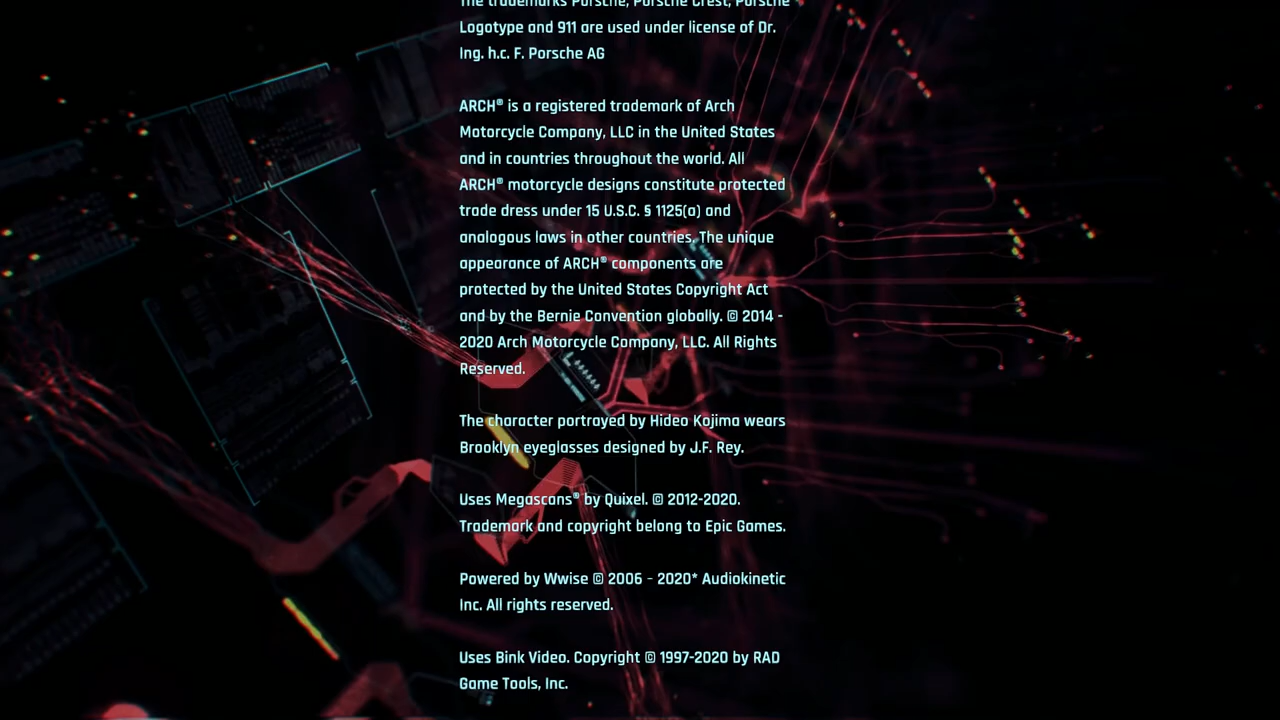 The trademarks Porsche, Porsche Crest, Porsche
Logotype and 911 are used under license of Dr.
Ing. h.c. F. Porsche AG
ARCH® is a registered trademark of Arch
Motorcycle Company, LLC in the United States
and in countries throughout the world. All
ARCH® motorcycle designs constitute protected
trade dress under 15 U.S.C. § 1125(a) and
analogous laws in other countries. The unique
appearance of ARCH® components are
protected by the United States Copyright Act
and by the Bernie Convention globally. © 2014 -
2020 Arch Motorcycle Company, LLC. All Rights
Reserved.
The character portrayed by Hideo Kojima wears
Brooklyn eyeglasses designed by J.F. Rey.
Uses Megascans® by Quixel. © 2012-2020.
Trademark and copyright belong to Epic Games.
Powered by Wwise © 2006 - 2020* Audiokinetic
Inc. All rights reserved.
Uses Bink Video. Copyright © 1997-2020 by RAD
Game Tools, Inc.